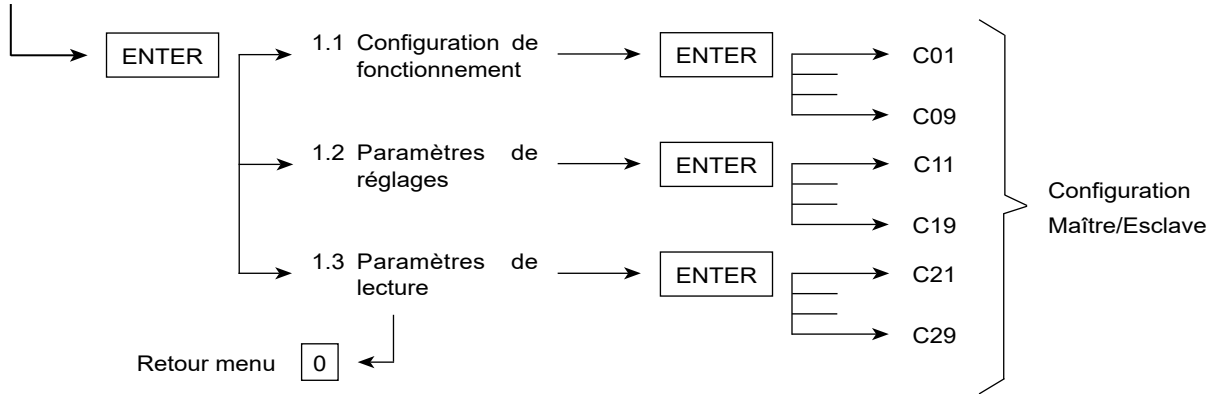 ENTER
1.1 Configuration de
fonctionnement
ENTER
C01
C09
1.2 Paramètres de
réglages
ENTER
C11
C19
1.3 Paramètres de
lecture
ENTER
C21
C29
Configuration
Maître/Esclave
Retour menu 0